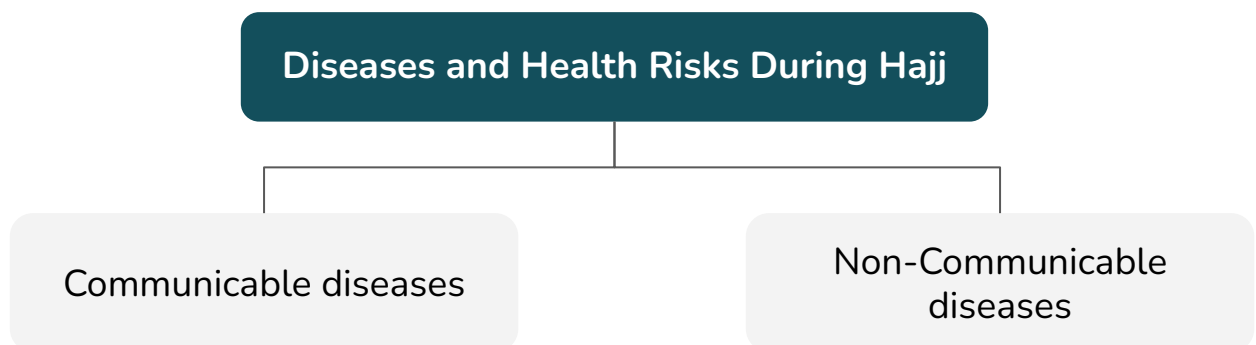 Diseases and Health Risks During Hajj
Communicable diseases
Non-Communicable
diseases